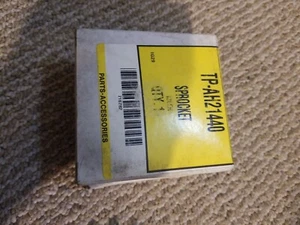 TP-AH21440
SPROCKET
QTY 1
PARTS-ACCESSORIES